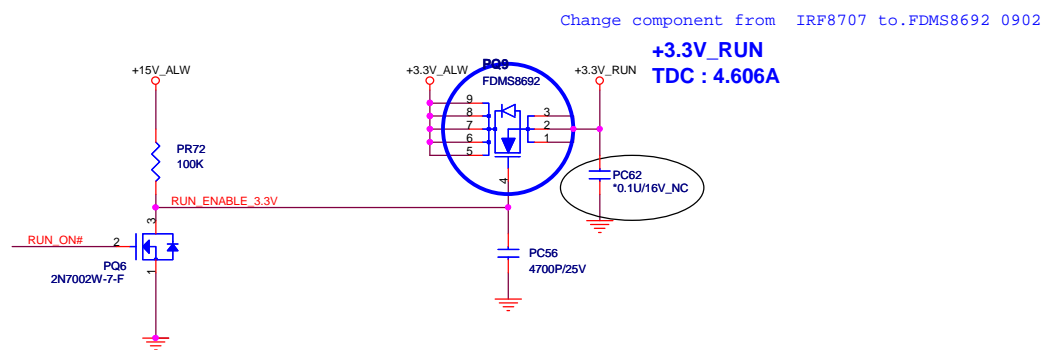 Change component from IRF8707 to.FDMS8692 0902
+3.3V_RUN
TDC : 4.606A
+15V_ALW
+3.3V_ALW
PQ9
FDMS8692
+3.3V_RUN
9
8
7
6
5
3
2
1
4
PR72
100K
PC62
*0.1U/16V_NC
RUN_ENABLE_3.3V
3
RUN_ON#
2
PQ6
2N7002W-7-F
1
PC56
4700P/25V